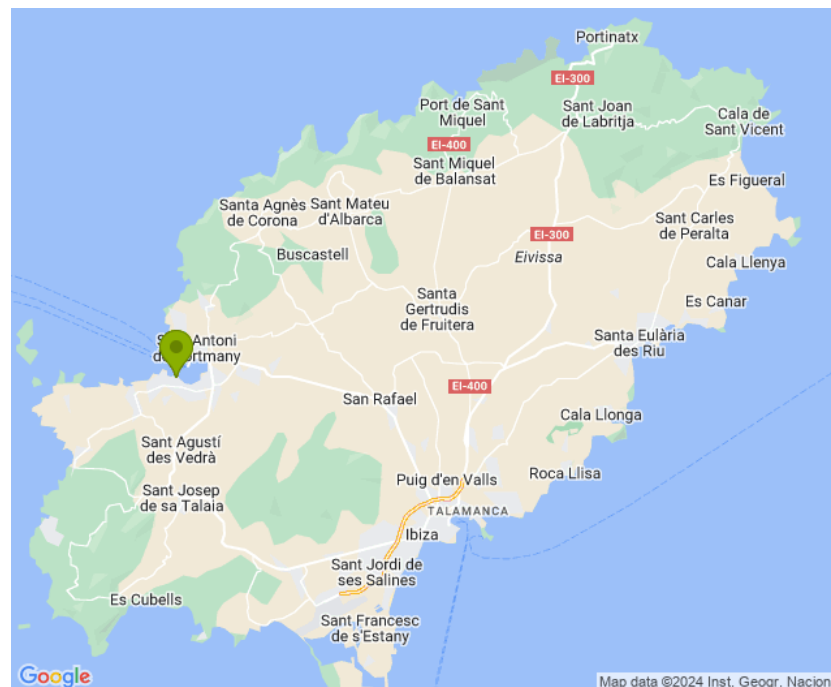 Portinatx
EI-300
Port de Sant
Miquel
Sant Joan
de Labritja
Cala de
Sant Vicent
EI-400
Sant Miquel
de Balansat
Es Figueral
Santa Agnès
de Corona
Sant Mateu
d'Albarca
Sant Carles
de Peralta
EI-300
Buscastell
Eivissa
Cala Llenya
Santa
Gertrudis
de Fruitera
Es Canar
Antoni
Santa Eulària
des Riu
EI-400
San Rafael
Cala Llonga
Sant Agustí
des Vedrà
Roca Llisa
Puig d'en Valls
Sant Josep
de sa Talaia
TALAMANCA
Ibiza
Sant Jordi de
ses Salines
Es Cubells
Sant Francesc
de s'Estany
Google
Map data ©2024 Inst. Geogr. Nacion